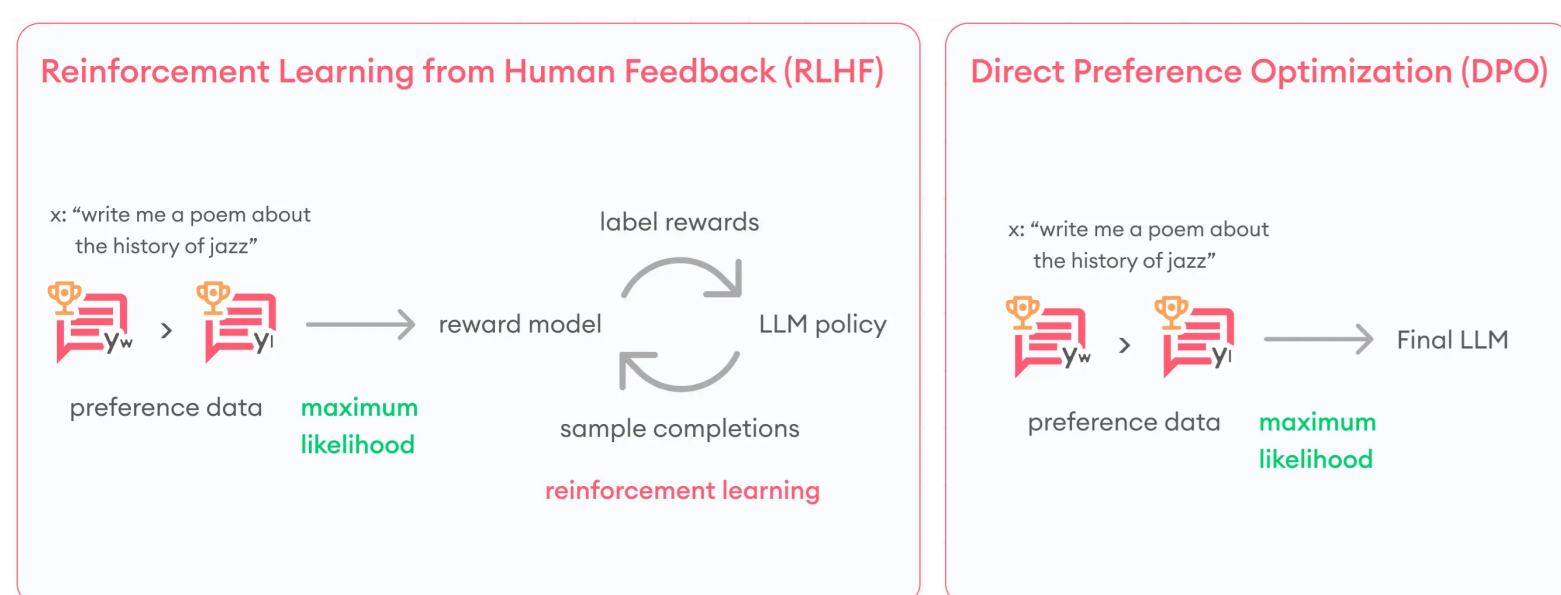 Reinforcement Learning from Human Feedback (RLHF)
x: “write me a poem about
the history of jazz”
yw
>
yl
preference data
maximum
likelihood
reward model
label rewards
LLM policy
sample completions
reinforcement learning
Direct Preference Optimization (DPO)
x: “write me a poem about
the history of jazz”
yw
>
yl
preference data
maximum
likelihood
Final LLM